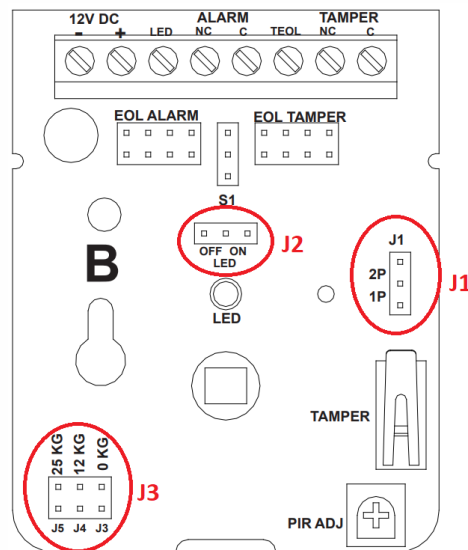 12V DC ALARM TAMPER
- + LED NC C TEOL NC C
EOL ALARM EOL TAMPER
S1
J2
OFF ON
LED
J1
2P
1P
J1
B
LED
TAMPER
25 KG 12 KG 0 KG
J3
J5 J4 J3
PIR ADJ